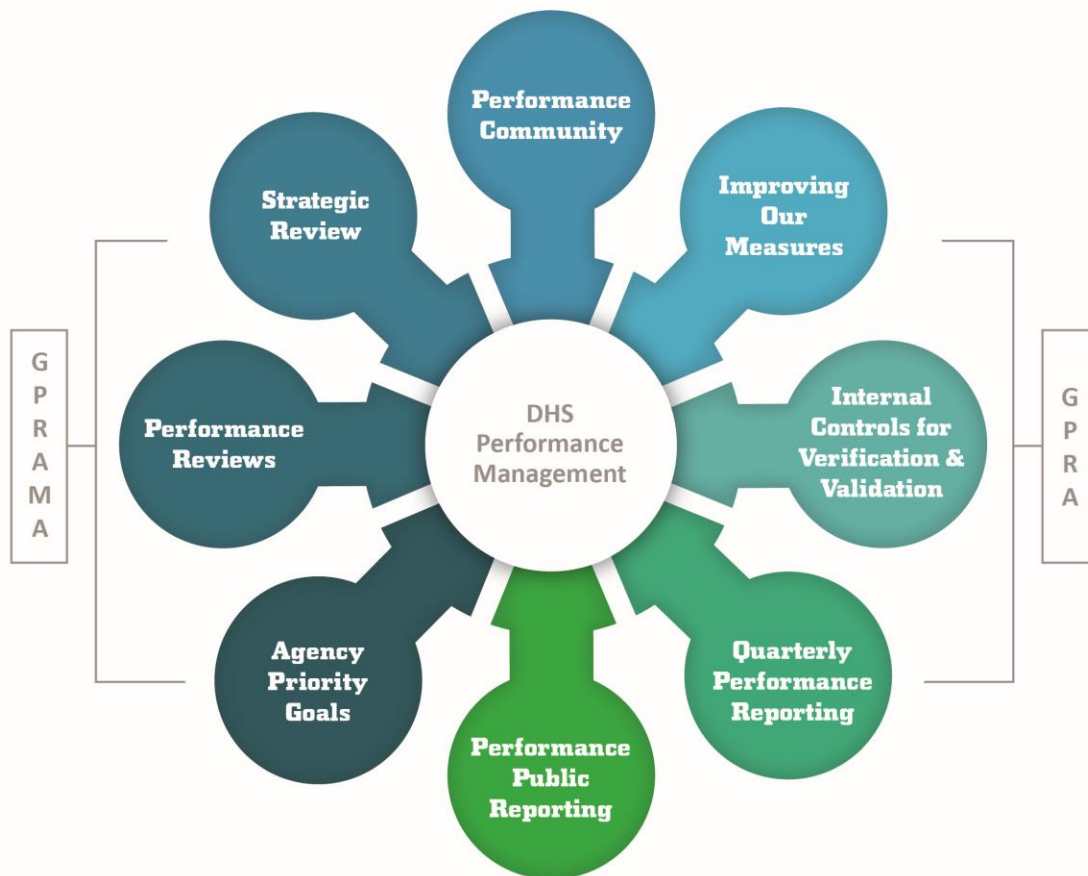 Performance
Community
Improving
Our
Measures
Internal
Controls for
Verification &
Validation
Quarterly
Performance
Reporting
Performance
Public
Reporting
Agency
Priority
Goals
Performance
Reviews
Strategic
Review
DHS
Performance
Management
G
P
R
A
M
A
G
P
R
A